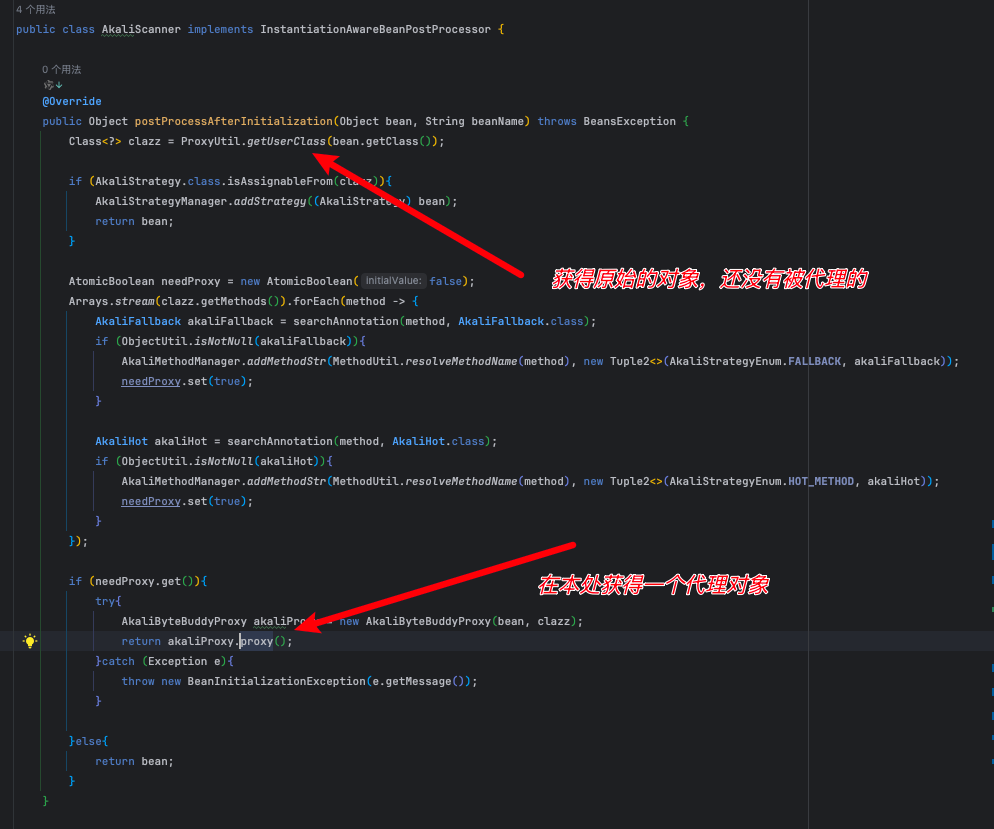 4 个用法
public class AkaliScanner implements InstantiationAwareBeanPostProcessor {
0 个用法
@Override
public Object postProcessAfterInitialization(Object bean, String beanName) throws BeansException {
Class<?> clazz = ProxyUtil.getUserClass(bean.getClass());
if (AkaliStrategy.class.isAssignableFrom(clazz)){
AkaliStrategyManager.addStrategy((AkaliStrategy) bean);
return bean;
}
AtomicBoolean needProxy = new AtomicBoolean( initialValue: false);
获得原始的对象，还没有被代理的
Arrays.stream(clazz.getMethods()).forEach(method -> {
AkaliFallback akaliFallback = searchAnnotation(method, AkaliFallback.class);
if (ObjectUtil.isNotNull(akaliFallback)){
AkaliMethodManager.addMethodStr(MethodUtil.resolveMethodName(method), new Tuple2<>(AkaliStrategyEnum.FALLBACK, akaliFallback));
needProxy.set(true);
}
AkaliHot akaliHot = searchAnnotation(method, AkaliHot.class);
if (ObjectUtil.isNotNull(akaliHot)){
AkaliMethodManager.addMethodStr(MethodUtil.resolveMethodName(method), new Tuple2<>(AkaliStrategyEnum.HOT_METHOD, akaliHot));
needProxy.set(true);
}
});
if (needProxy.get()){
在本处获得一个代理对象
try{
AkaliByteBuddyProxy akaliProxy = new AkaliByteBuddyProxy(bean, clazz);
return akaliProxy.proxy();
}catch (Exception e){
throw new BeanInitializationException(e.getMessage());
}
}else{
return bean;
}
}